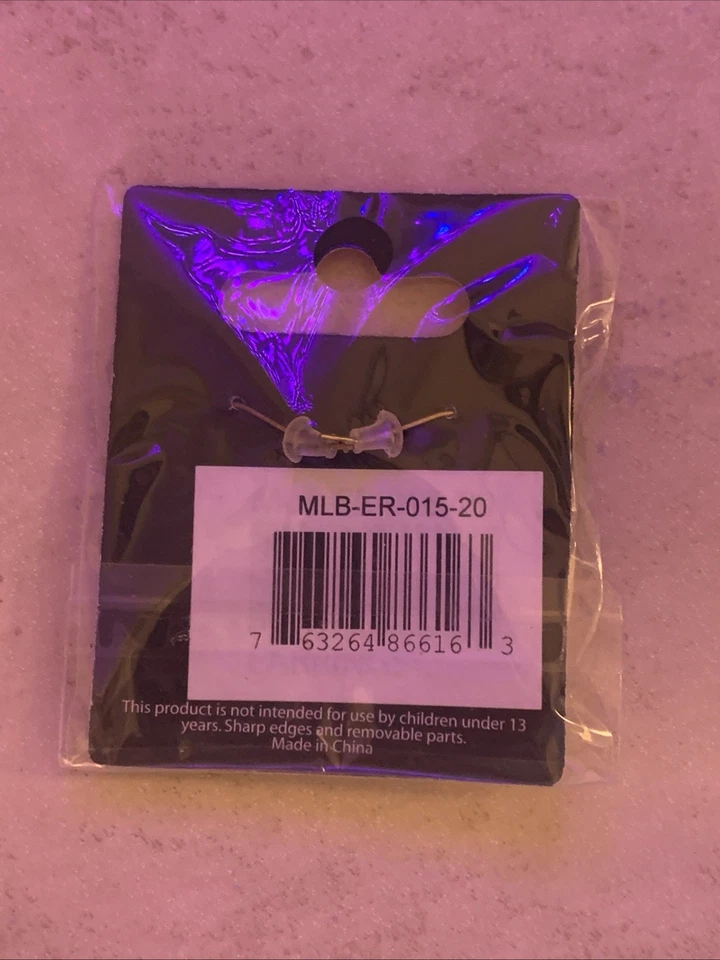 MLB-ER-015-20
7 63264 86616 3
This product is not intended for use by children under 13
years. Sharp edges and removable parts.
Made in China